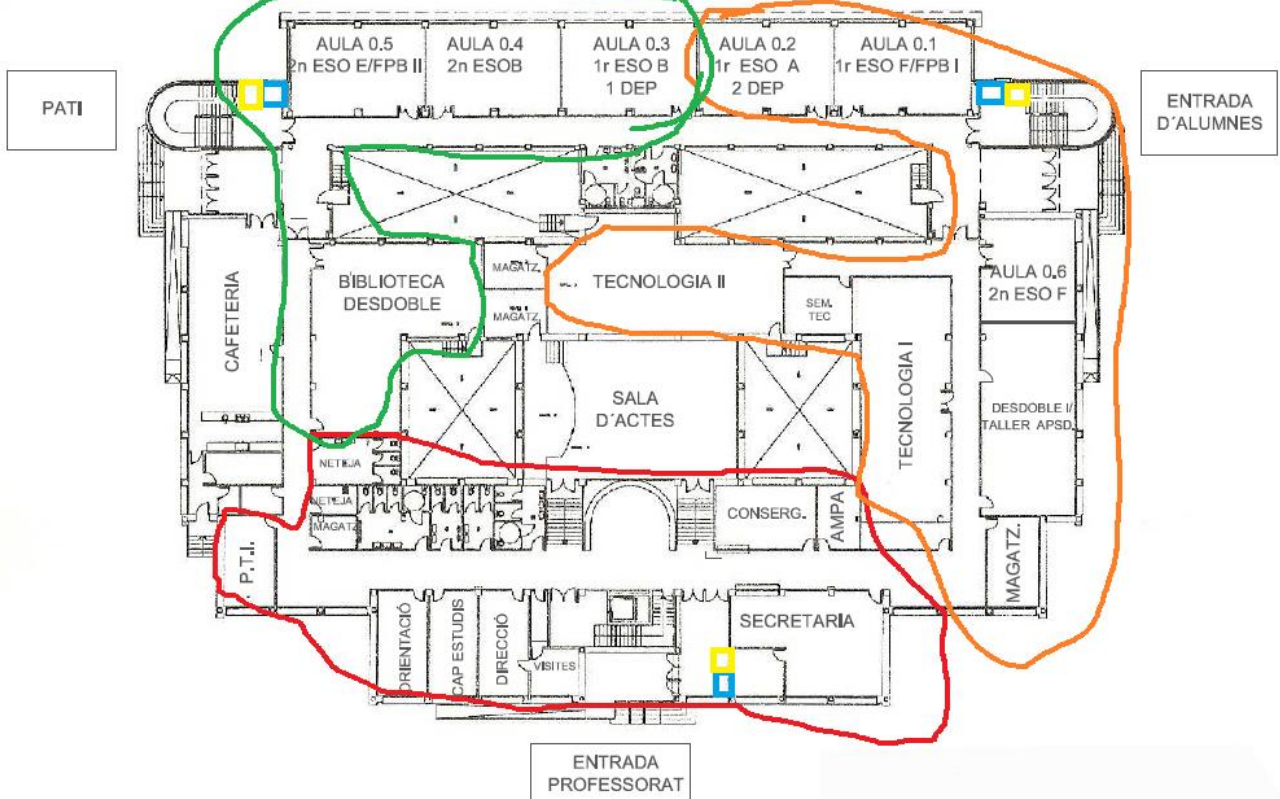 AULA 0.5
2n ESO E/FPB II
AULA 0.4
2n ESOB
AULA 0.3
1r ESO B
1 DEP
AULA 0.2
1r ESO A
2 DEP
AULA 0.1
1r ESO F/FPB I
PATI
ENTRADA
D´ALUMNES
CAFETERIA
BIBLIOTECA
DESDOBLE
MAGATZ.
MAGATZ.
TECNOLOGIA II
SEM.
TEC
AULA 0.6
2n ESO F
TECNOLOGIA I
DESDOBLE I/
TALLER APSD.
SALA
D´ACTES
NETEJA
NETEJA
MAGATZ
P.T.I.
CONSERG.
AMPA
MAGATZ.
ORIENTACIÓ
CAP ESTUDIS
DIRECCIÓ
VISITES
SECRETARIA
ENTRADA
PROFESSORAT